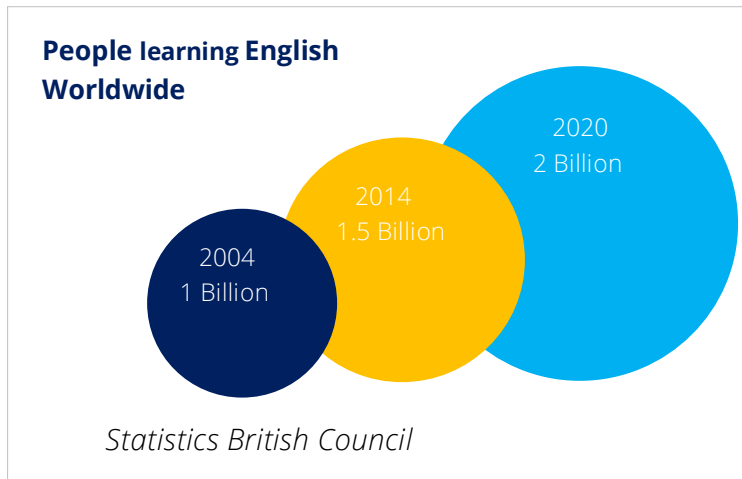 People learning English
Worldwide
2020
2 Billion
2014
1.5 Billion
2004
1 Billion
Statistics British Council